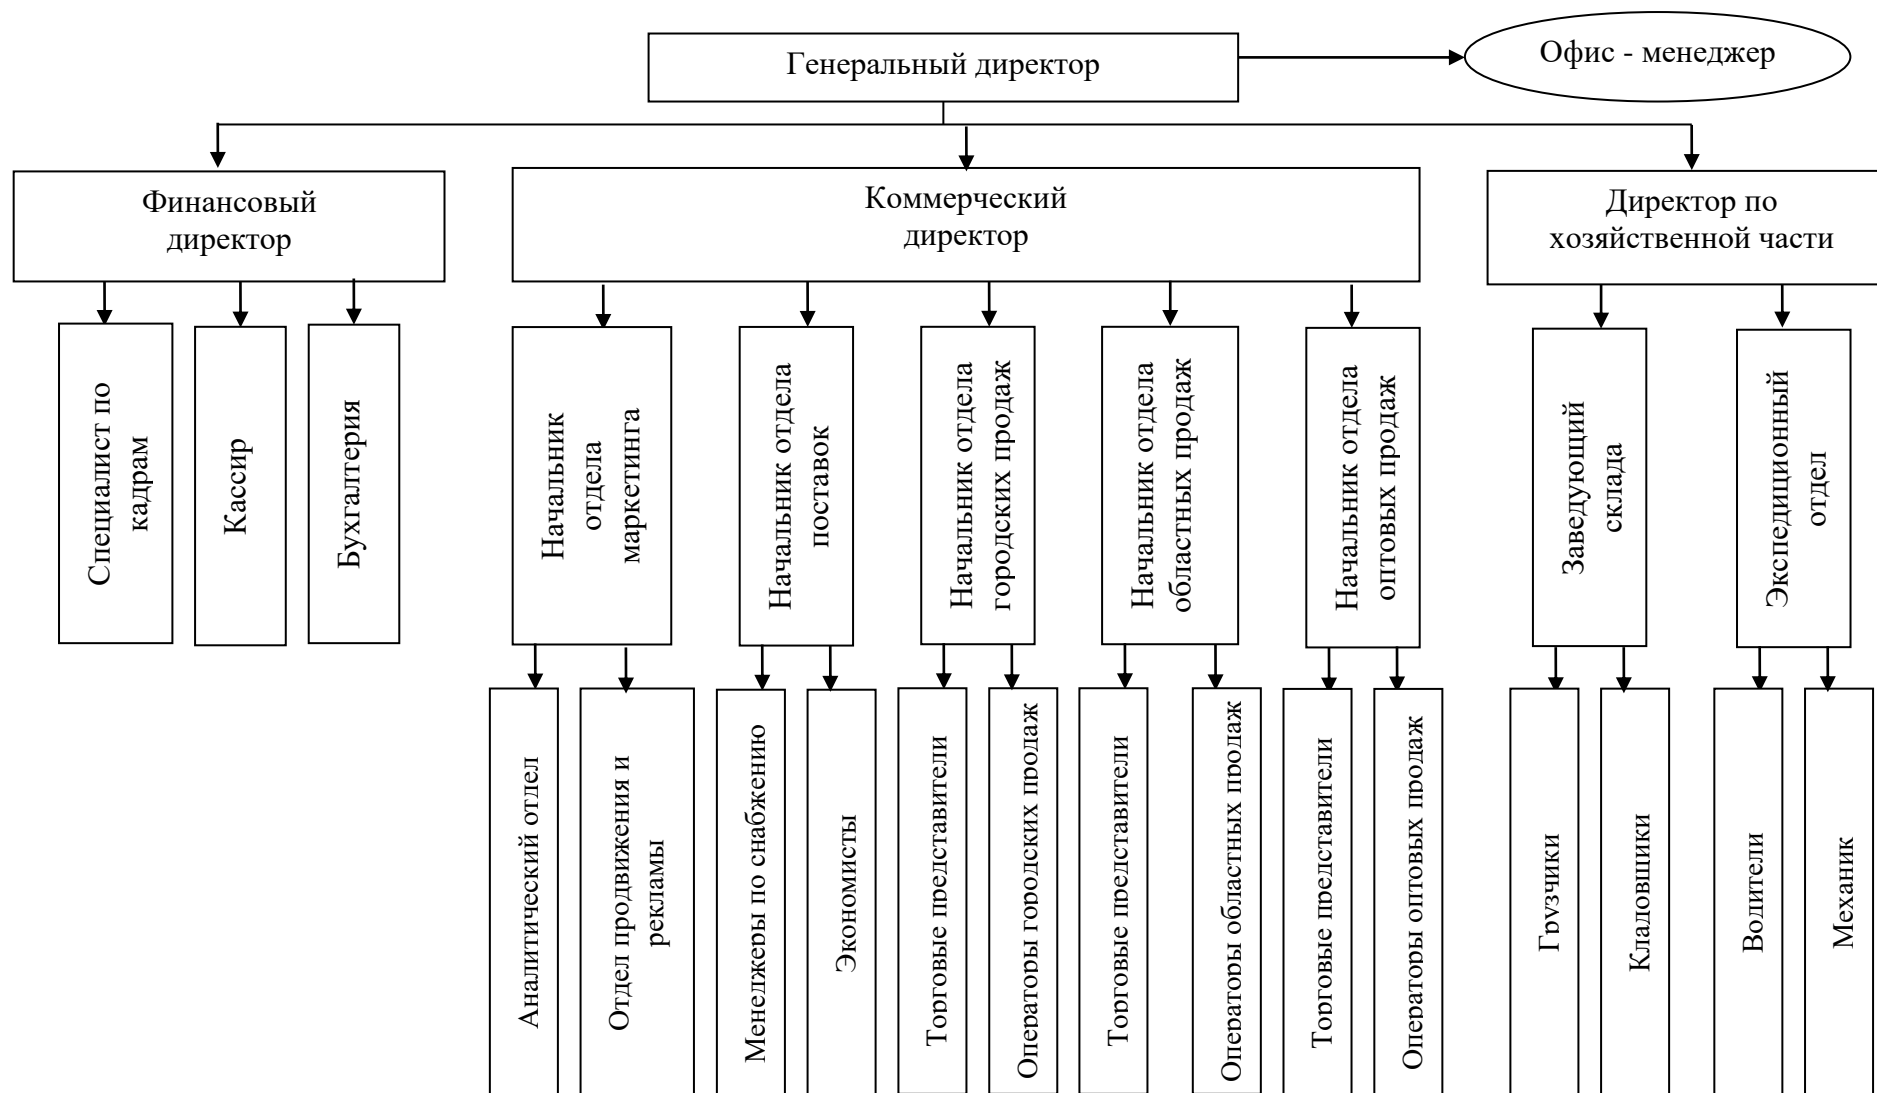 Генеральный директор
Офис - менеджер
Финансовый
директор
Коммерческий
директор
Директор по
хозяйственной части
Специалист по
кадрам
Кассир
Бухгалтерия
Начальник
отдела
маркетинга
Начальник отдела
поставок
Начальник отдела
городских продаж
Начальник отдела
областных продаж
Начальник отдела
оптовых продаж
Заведующий
склада
Экспедиционный
отдел
Аналитический отдел
Отдел продвижения и
рекламы
Менеджеры по снабжению
Экономисты
Торговые представители
Операторы городских продаж
Торговые представители
Операторы областных продаж
Торговые представители
Операторы оптовых продаж
Грузчики
Кладовщики
Водители
Механик